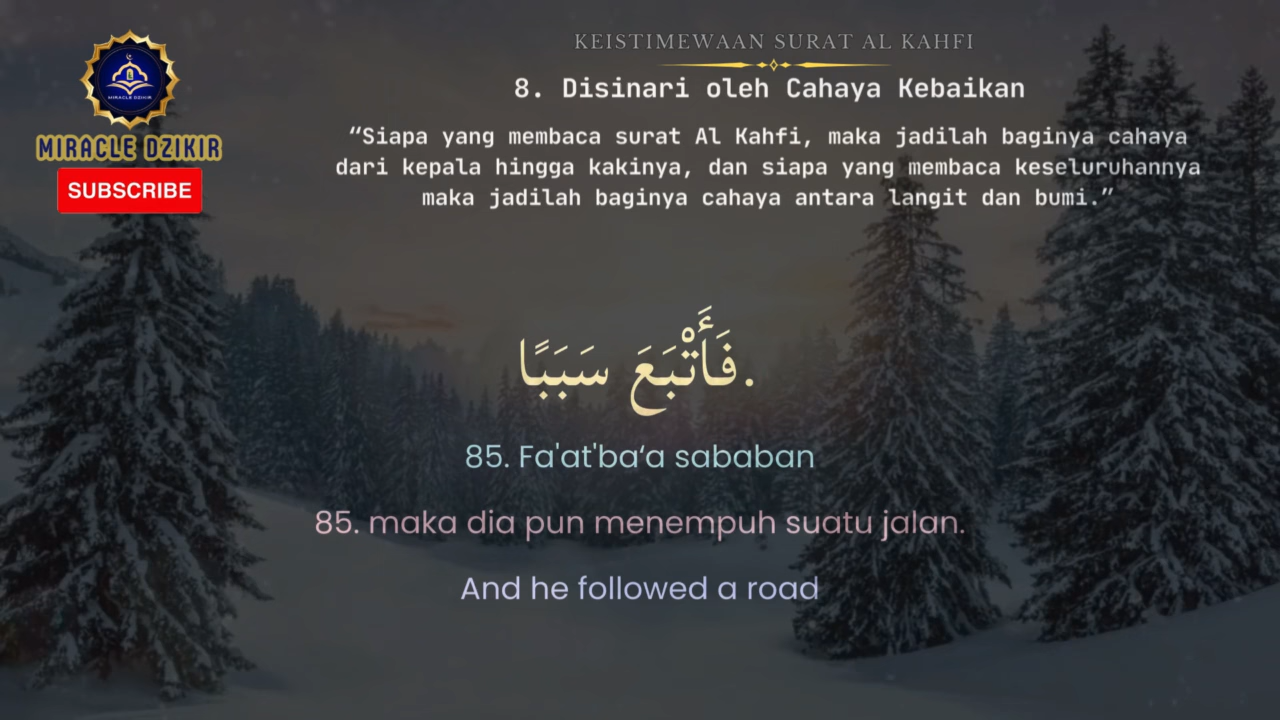 KEISTIMEWAAN SURAT AL KAHFI
8. Disinari oleh Cahaya Kebaikan
“Siapa yang membaca surat Al Kahfi, maka jadilah baginya cahaya
dari kepala hingga kakinya, dan siapa yang membaca keseluruhannya
maka jadilah baginya cahaya antara langit dan bumi.”
MIRACLE DZIKIR
MIRACLE DZIKIR
SUBSCRIBE
.فَأَتْبَعَ سَبَبًا
85. Fa'at'ba‘a sababan
85. maka dia pun menempuh suatu jalan.
And he followed a road